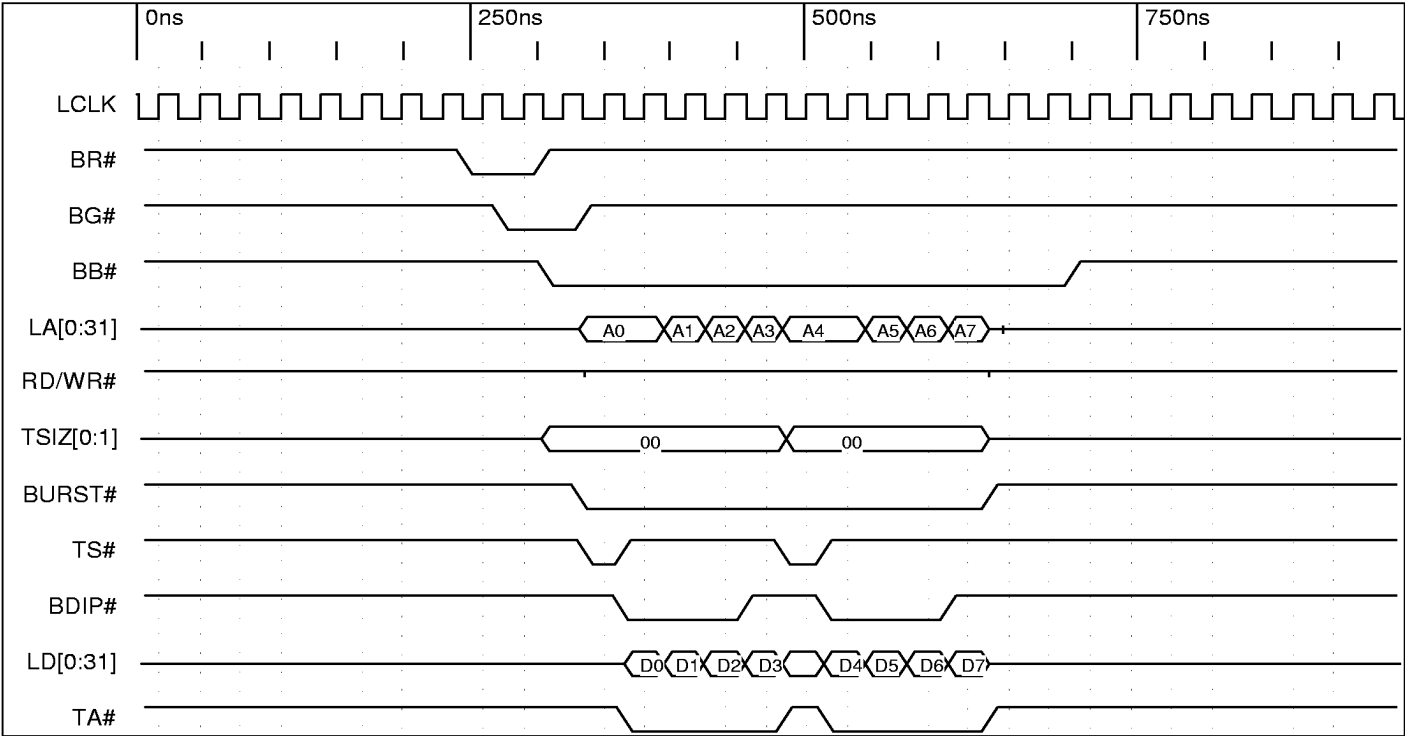 0ns 250ns 500ns 750ns
LCLK
BR#
BG#
BB#
LA[0:31] A0 A1 A2 A3 A4 A5 A6 A7
RD/WR#
TSIZ[0:1] 00 00
BURST#
TS#
BDIP#
LD[0:31] D0 D1 D2 D3 D4 D5 D6 D7
TA#